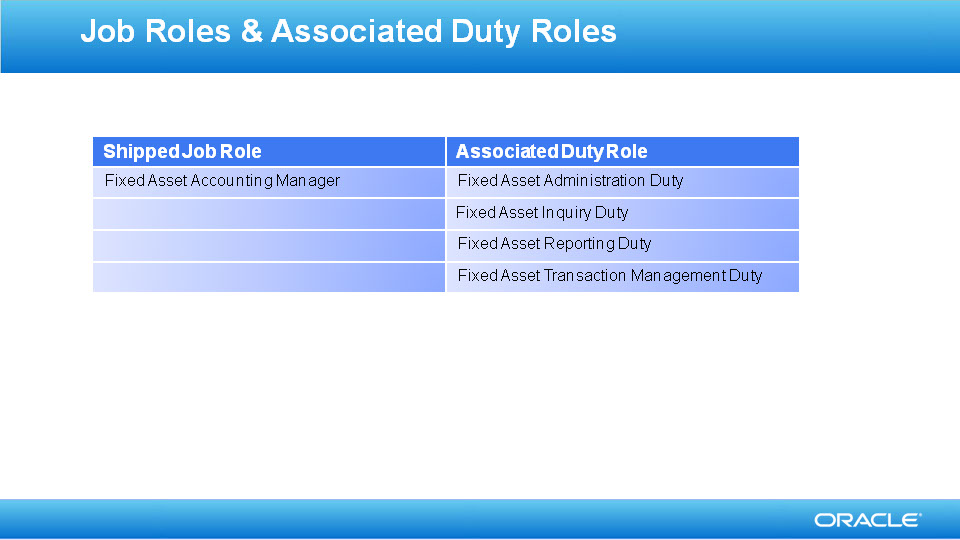 Job Roles & Associated Duty Roles
Shipped Job Role Associated Duty Role
Fixed Asset Accounting Manager Fixed Asset Administration Duty
Fixed Asset Inquiry Duty
Fixed Asset Reporting Duty
Fixed Asset Transaction Management Duty
ORACLE